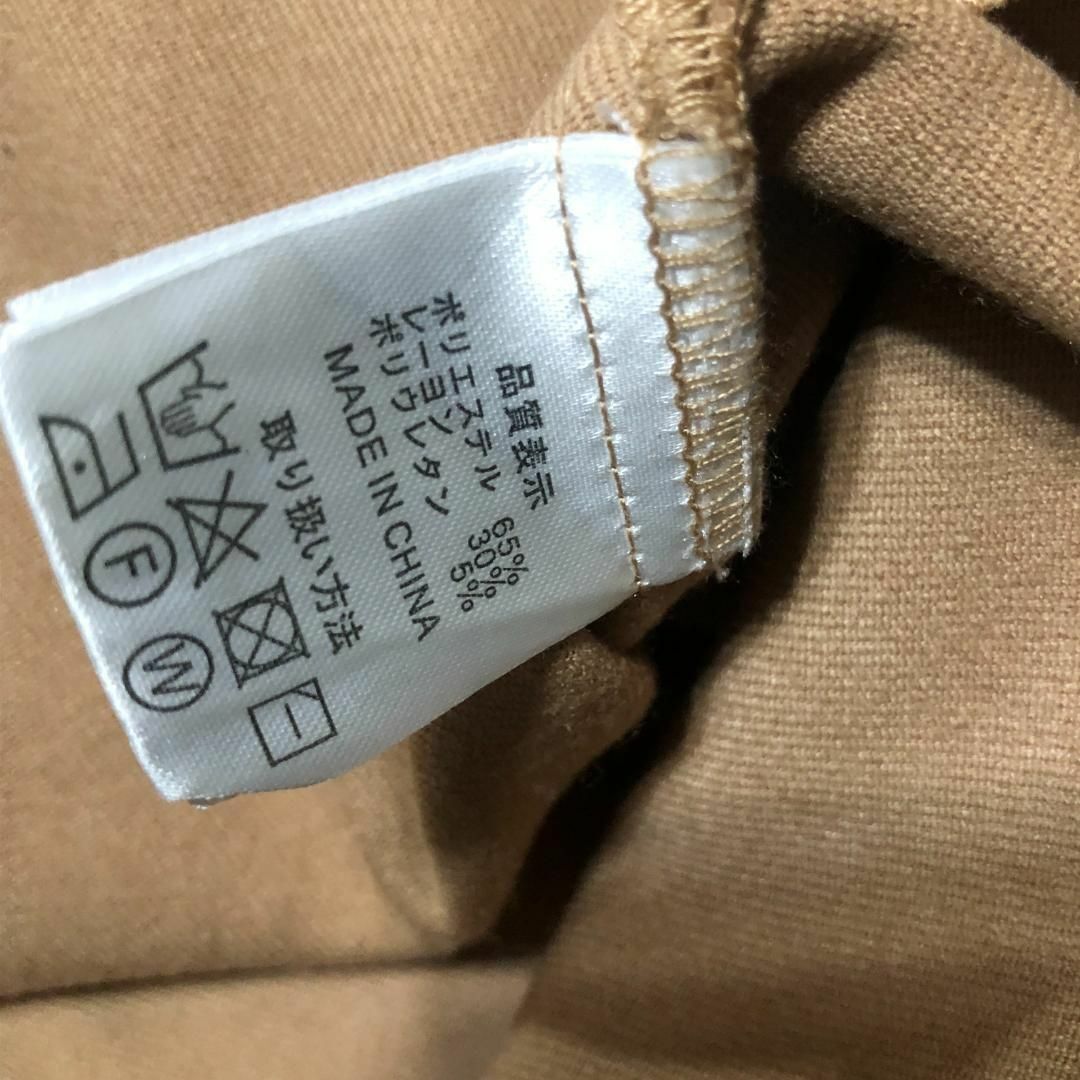 品質表示
ポリエステル 65%
レーヨン 30%
ポリウレタン 5%
MADE IN CHINA
取り扱い方法
F W